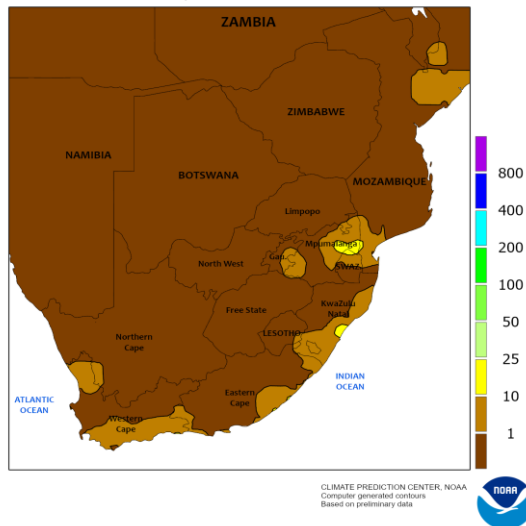 ZAMBIA
ZIMBABWE
NAMIBIA
BOTSWANA
MOZAMBIQUE
Limpopo
Mpumalanga
Gau.
North West
SWAZ.
Free State
KwaZulu
Natal
LESOTHO
Northern
Cape
Eastern
Cape
Western
Cape
ATLANTIC
OCEAN
INDIAN
OCEAN
800
400
200
100
50
25
10
1
CLIMATE PREDICTION CENTER, NOAA
Computer generated contours
Based on preliminary data
NOAA